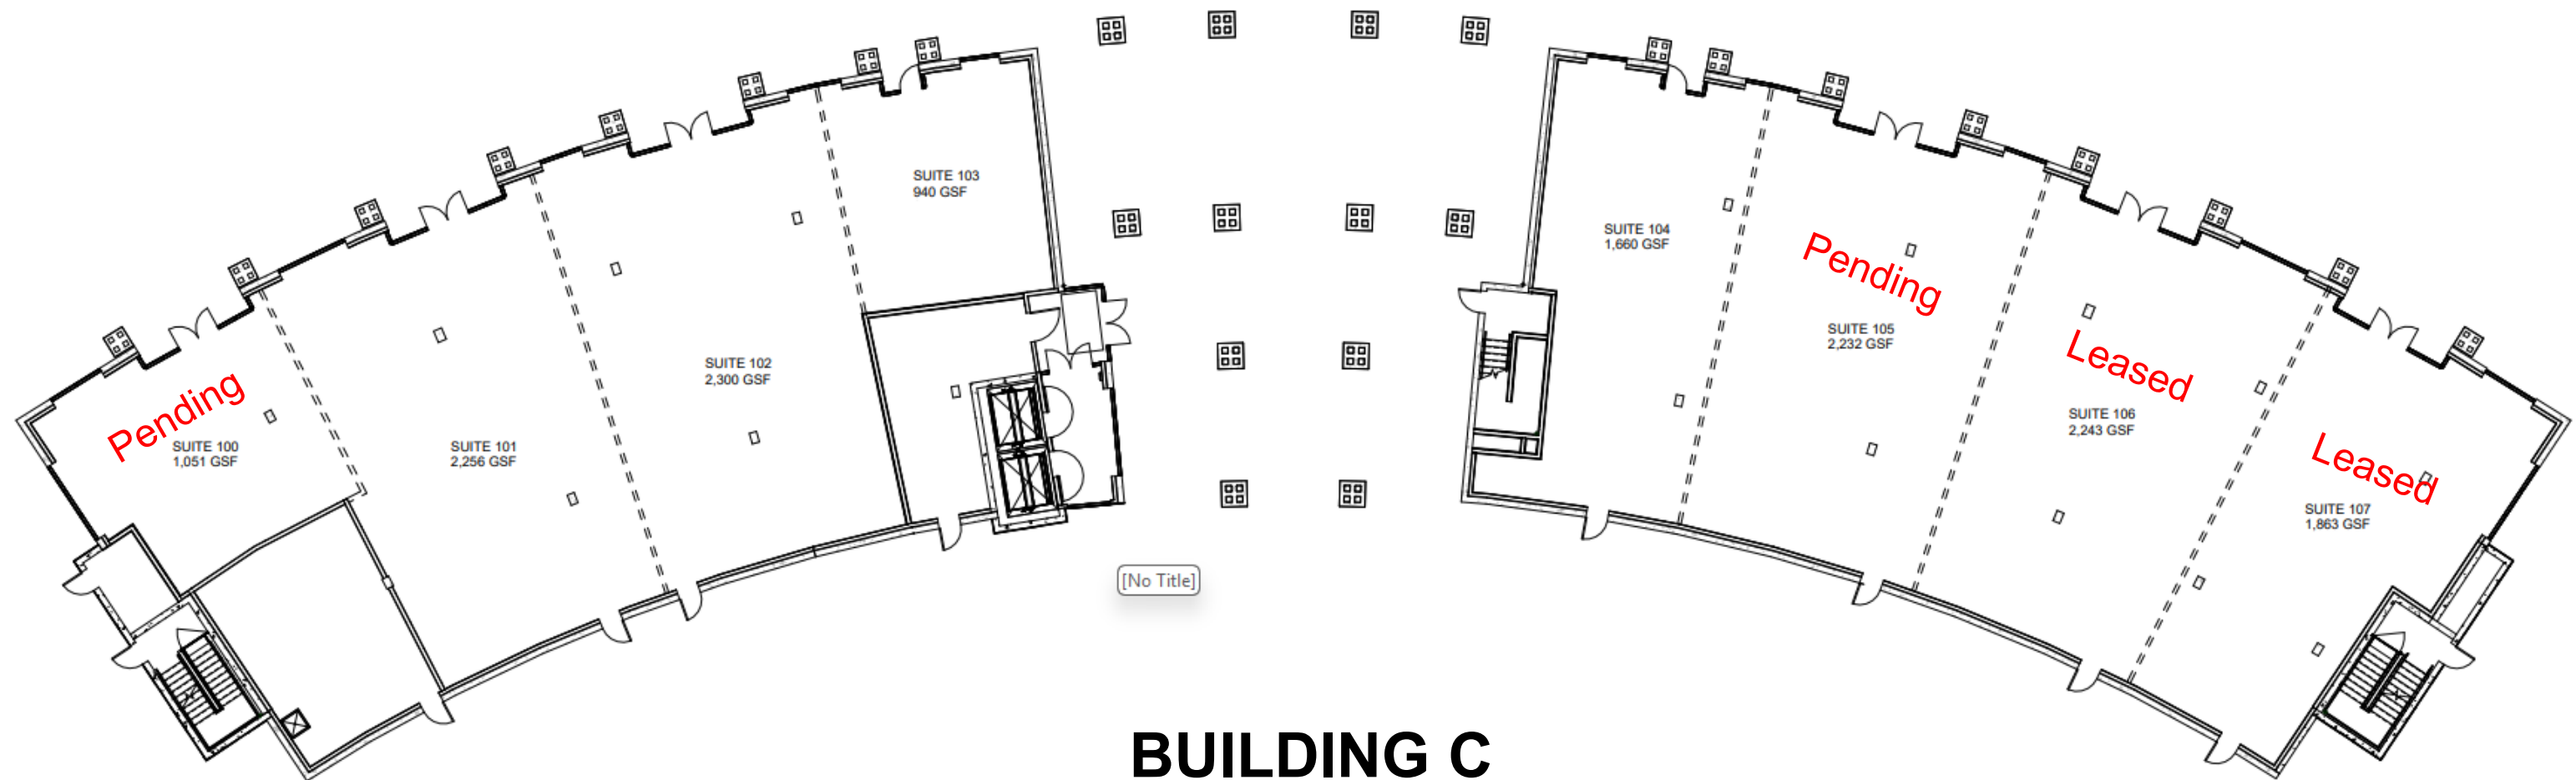 SUITE 103
940 GSF
SUITE 104
1,660 GSF
Pending
SUITE 105
2,232 GSF
SUITE 102
2,300 GSF
Leased
SUITE 106
2,243 GSF
Pending
SUITE 100
1,051 GSF
SUITE 101
2,256 GSF
Leased
SUITE 107
1,863 GSF
[No Title]
BUILDING C